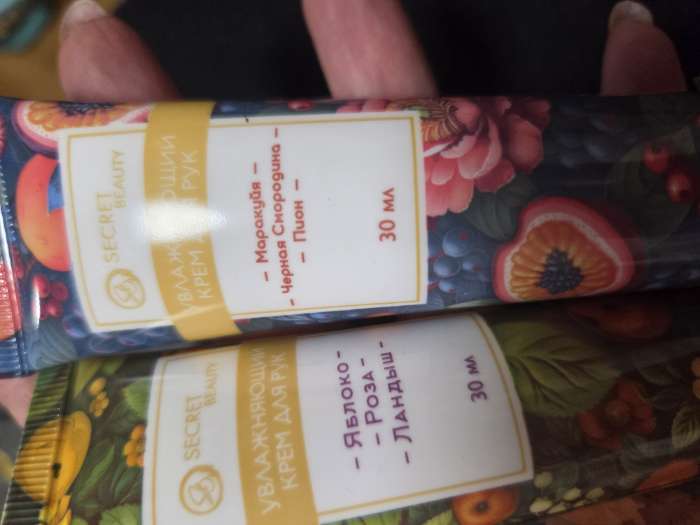 SECRET
BEAUTY
УВЛАЖНЯЮЩИЙ
КРЕМ ДЛЯ РУК
– Маракуйя –
– Черная Смородина –
– Пион –
30 мл
SECRET
BEAUTY
УВЛАЖНЯЮЩИЙ
КРЕМ ДЛЯ РУК
– Яблоко –
– Роза –
– Ландыш –
30 мл